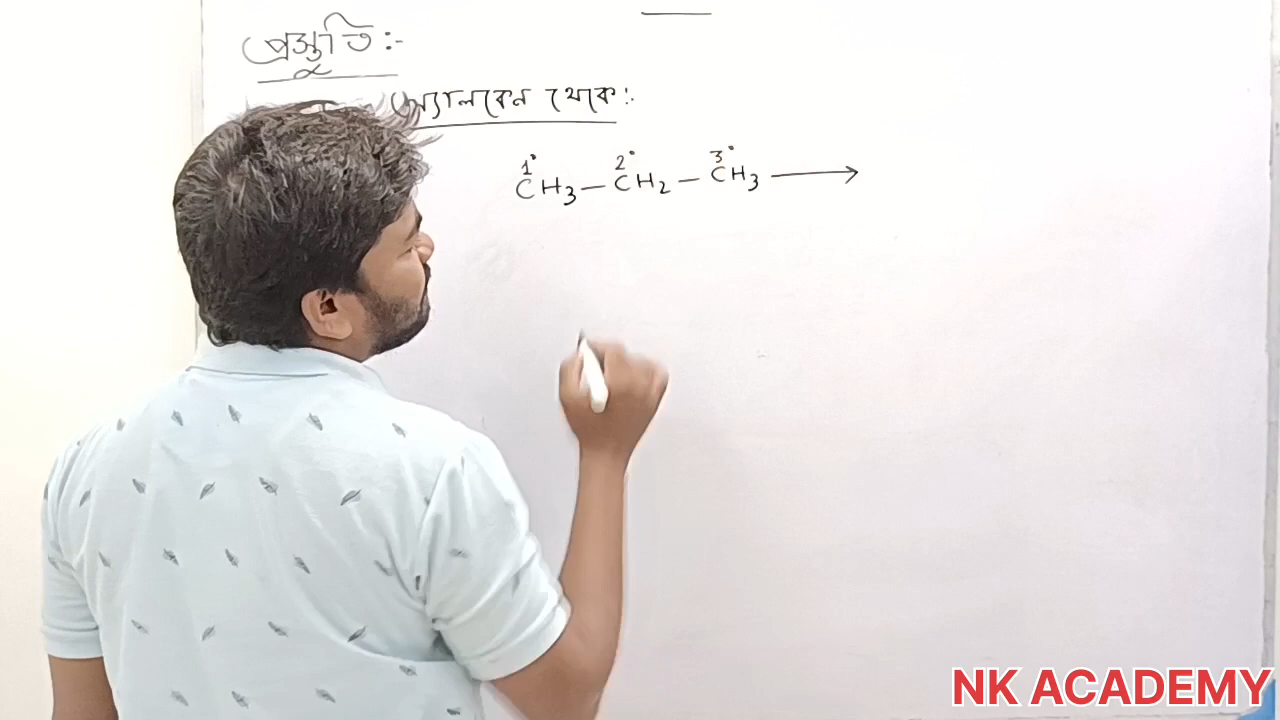 প্রস্তুতি :-
অ্যালকেন থেকে :.
1° 2° 3°
CH3 — CH2 — CH3 ⟶
NK ACADEMY